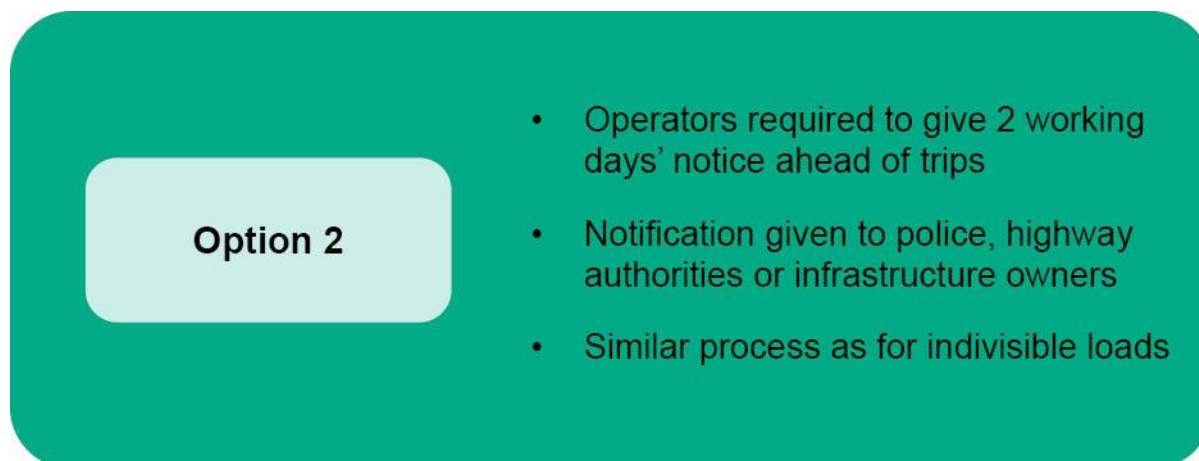 Option 2
• Operators required to give 2 working
days’ notice ahead of trips
• Notification given to police, highway
authorities or infrastructure owners
• Similar process as for indivisible loads